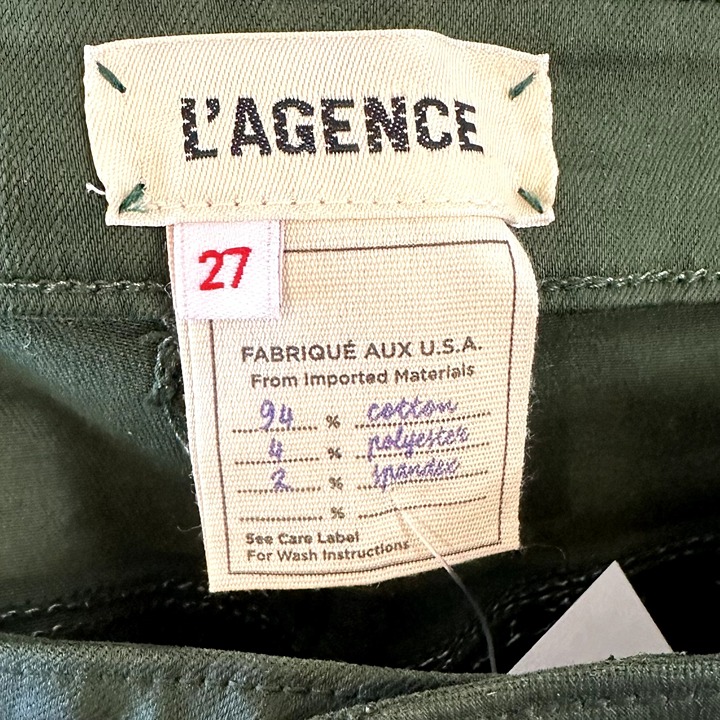 L'AGENCE
27
FABRIQUÉ AUX U.S.A.
From Imported Materials
94 % cotton
4 % polyester
2 % spandex
%
See Care Label
For Wash Instructions